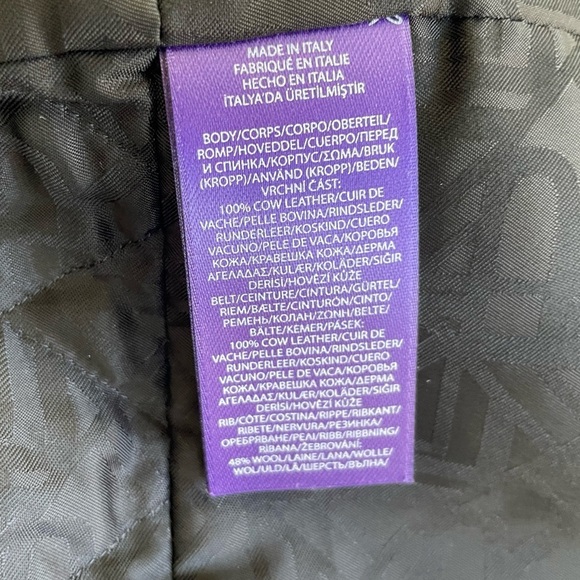 MADE IN ITALY
FABRIQUÉ EN ITALIE
HECHO EN ITALIA
İTALYA'DA ÜRETİLMİŞTİR
BODY/CORPS/CORPO/OBERTEIL/
ROMP/HOVEDDEL/CUERPO/ПЕРЕД
И СПИНКА/КОРПУС/ΣΩΜΑ/BRUK
(KROPP)/ANVÄND (KROPP)/BEDEN/
VRCHNÍ ČÁST:
100% COW LEATHER/CUIR DE
VACHE/PELLE BOVINA/RINDSLEDER/
RUNDERLEER/KOSKIND/CUERO
VACUNO/PELE DE VACA/КОРОВЬЯ
КОЖА/КРАВЕШКА КОЖА/ΔΕΡΜΑ
ΑΓΕΛΑΔΑΣ/KULÆR/KOLÄDER/SIĞIR
DERİSİ/HOVĚZÍ KŮŽE
BELT/CEINTURE/CINTURA/GÜRTEL/
RIEM/BÆLTE/CINTURÓN/CINTO/
РЕМЕНЬ/КОЛАН/ΖΩΝΗ/BELTE/
BÄLTE/KEMER/PÁSEK:
100% COW LEATHER/CUIR DE
VACHE/PELLE BOVINA/RINDSLEDER/
RUNDERLEER/KOSKIND/CUERO
VACUNO/PELE DE VACA/КОРОВЬЯ
КОЖА/КРАВЕШКА КОЖА/ΔΕΡΜΑ
ΑΓΕΛΑΔΑΣ/KULÆR/KOLÄDER/SIĞIR
DERİSİ/HOVĚZÍ KŮŽE
RIB/CÔTE/COSTINA/RIPPE/RIBKANT/
RIBETE/NERVURA/РЕЗИНКА/
ОРЕБРЯВАНЕ/ΡΕΛΙ/RIBB/RIBBNING/
RİBANA/ŽEBROVÁNÍ:
48% WOOL/LAINE/LANA/WOLLE/
WOL/ULD/LÃ/ШЕРСТЬ/ВЪЛНА/